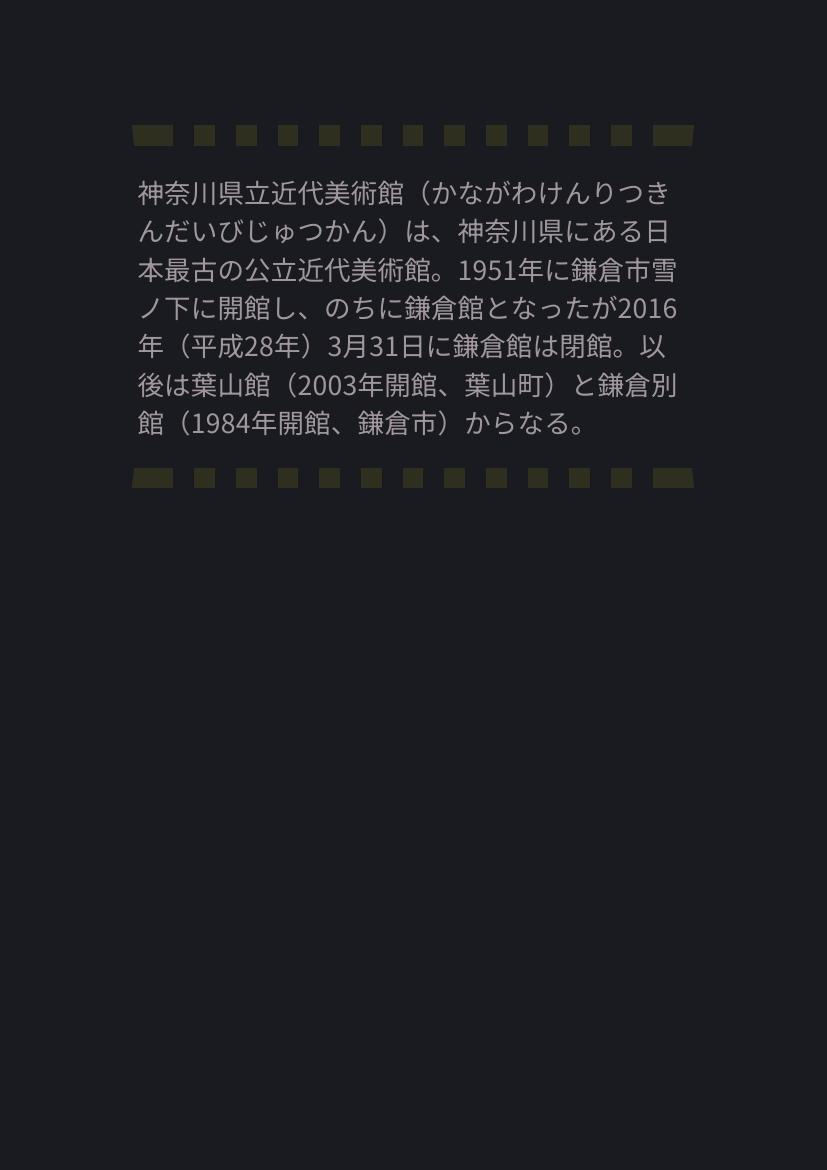 神奈川県立近代美術館（かながわけんりつき
んだいびじゅつかん）は、神奈川県にある日
本最古の公立近代美術館。1951年に鎌倉市雪
ノ下に開館し、のちに鎌倉館となったが2016
年（平成28年）3月31日に鎌倉館は閉館。以
後は葉山館（2003年開館、葉山町）と鎌倉別
館（1984年開館、鎌倉市）からなる。